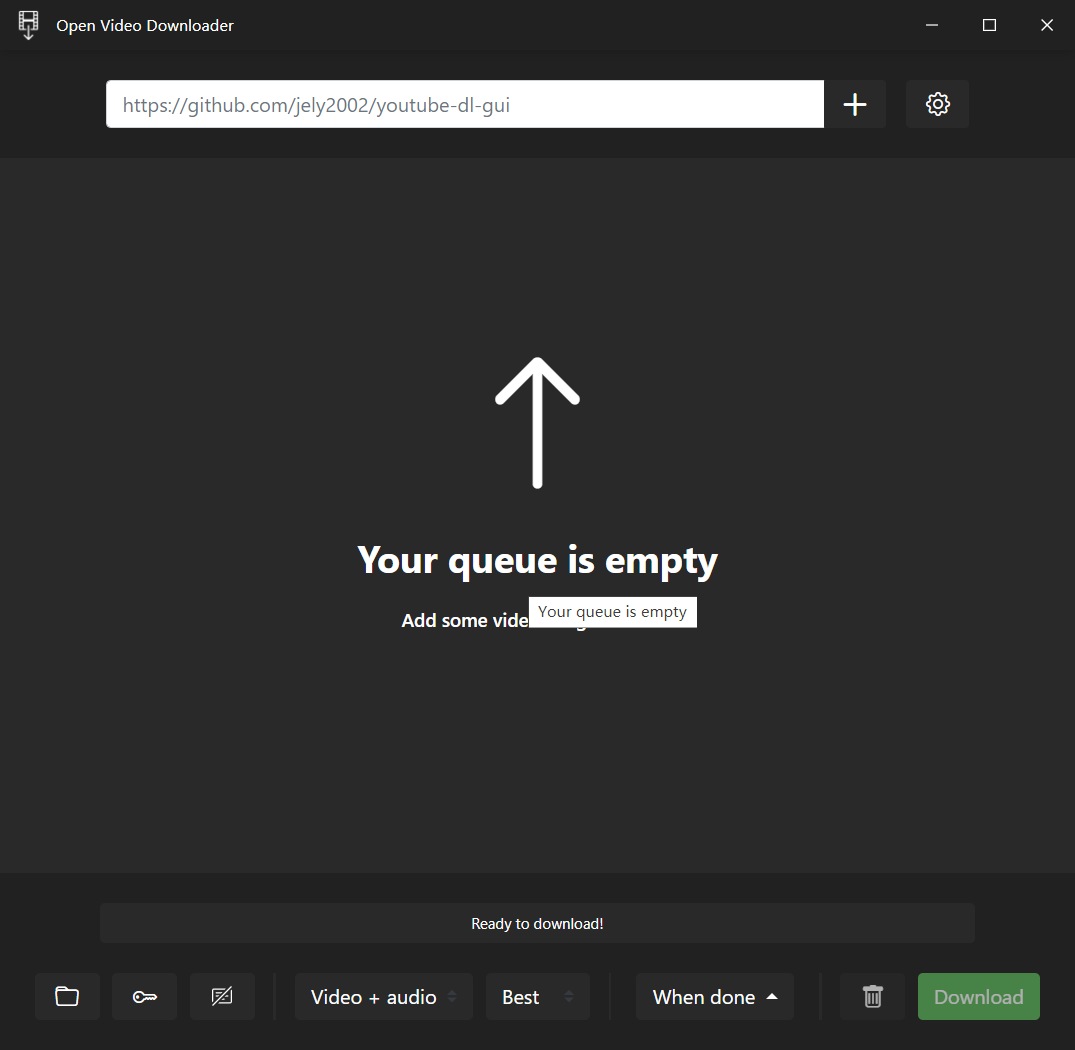 Open Video Downloader
https://github.com/jely2002/youtube-dl-gui
Your queue is empty
Add some vide
Your queue is empty
Ready to download!
Video + audio
Best
When done
Download